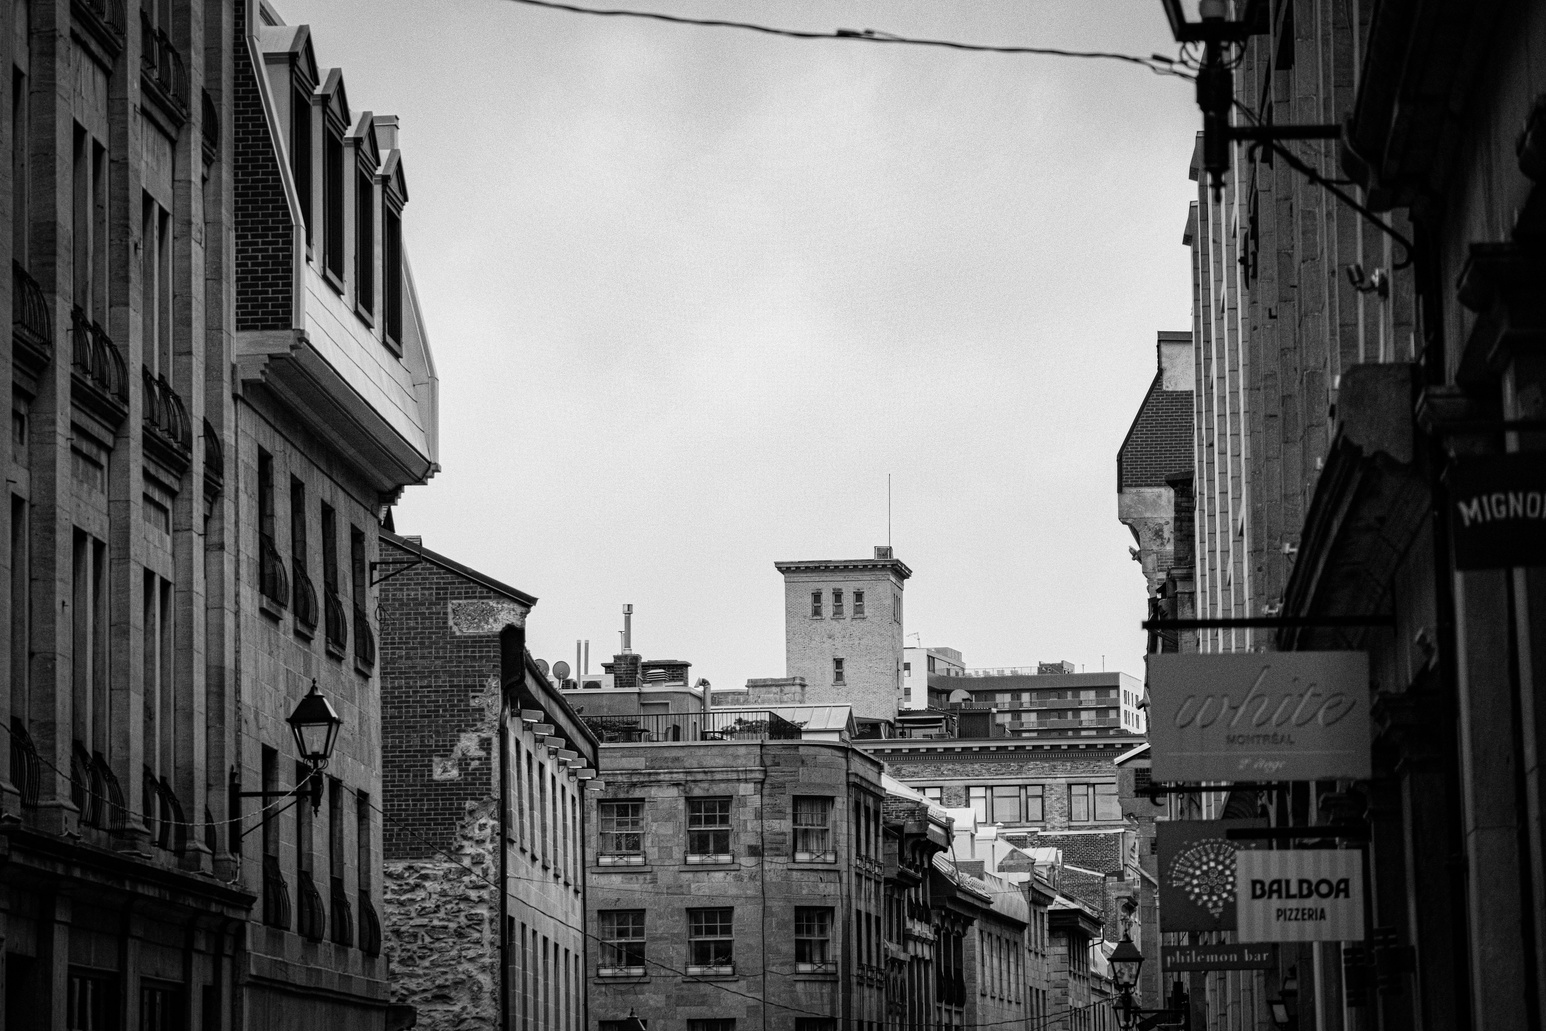 MIGNO
white
MONTRÉAL
BALBOA
PIZZERIA
philemon bar